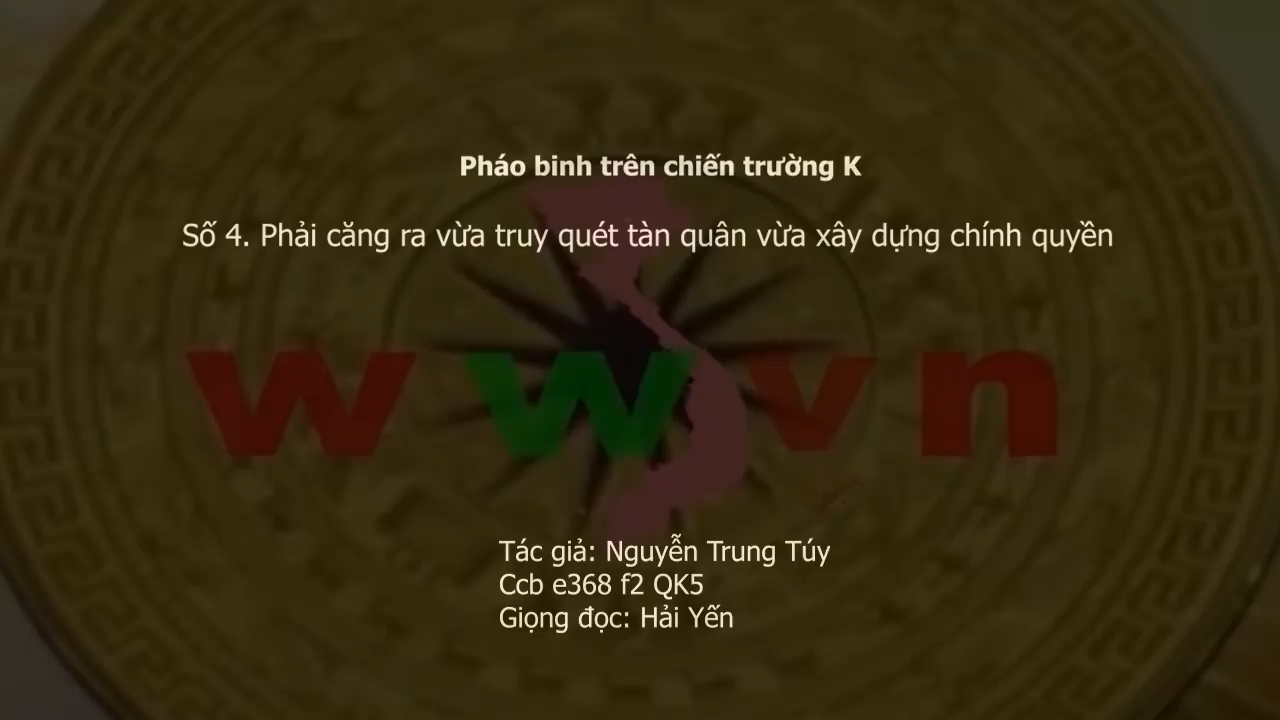 Pháo binh trên chiến trường K
Số 4. Phải căng ra vừa truy quét tàn quân vừa xây dựng chính quyền
wwvn
Tác giả: Nguyễn Trung Túy
Ccb e368 f2 QK5
Giọng đọc: Hải Yến